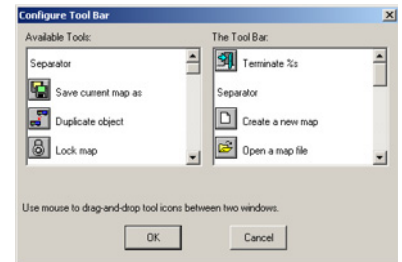 Configure Tool Bar
Available Tools:
Separator
Save current map as
Duplicate object
Lock map
The Tool Bar:
Terminate %s
Separator
Create a new map
Open a map file
Use mouse to drag-and-drop tool icons between two windows.
OK
Cancel